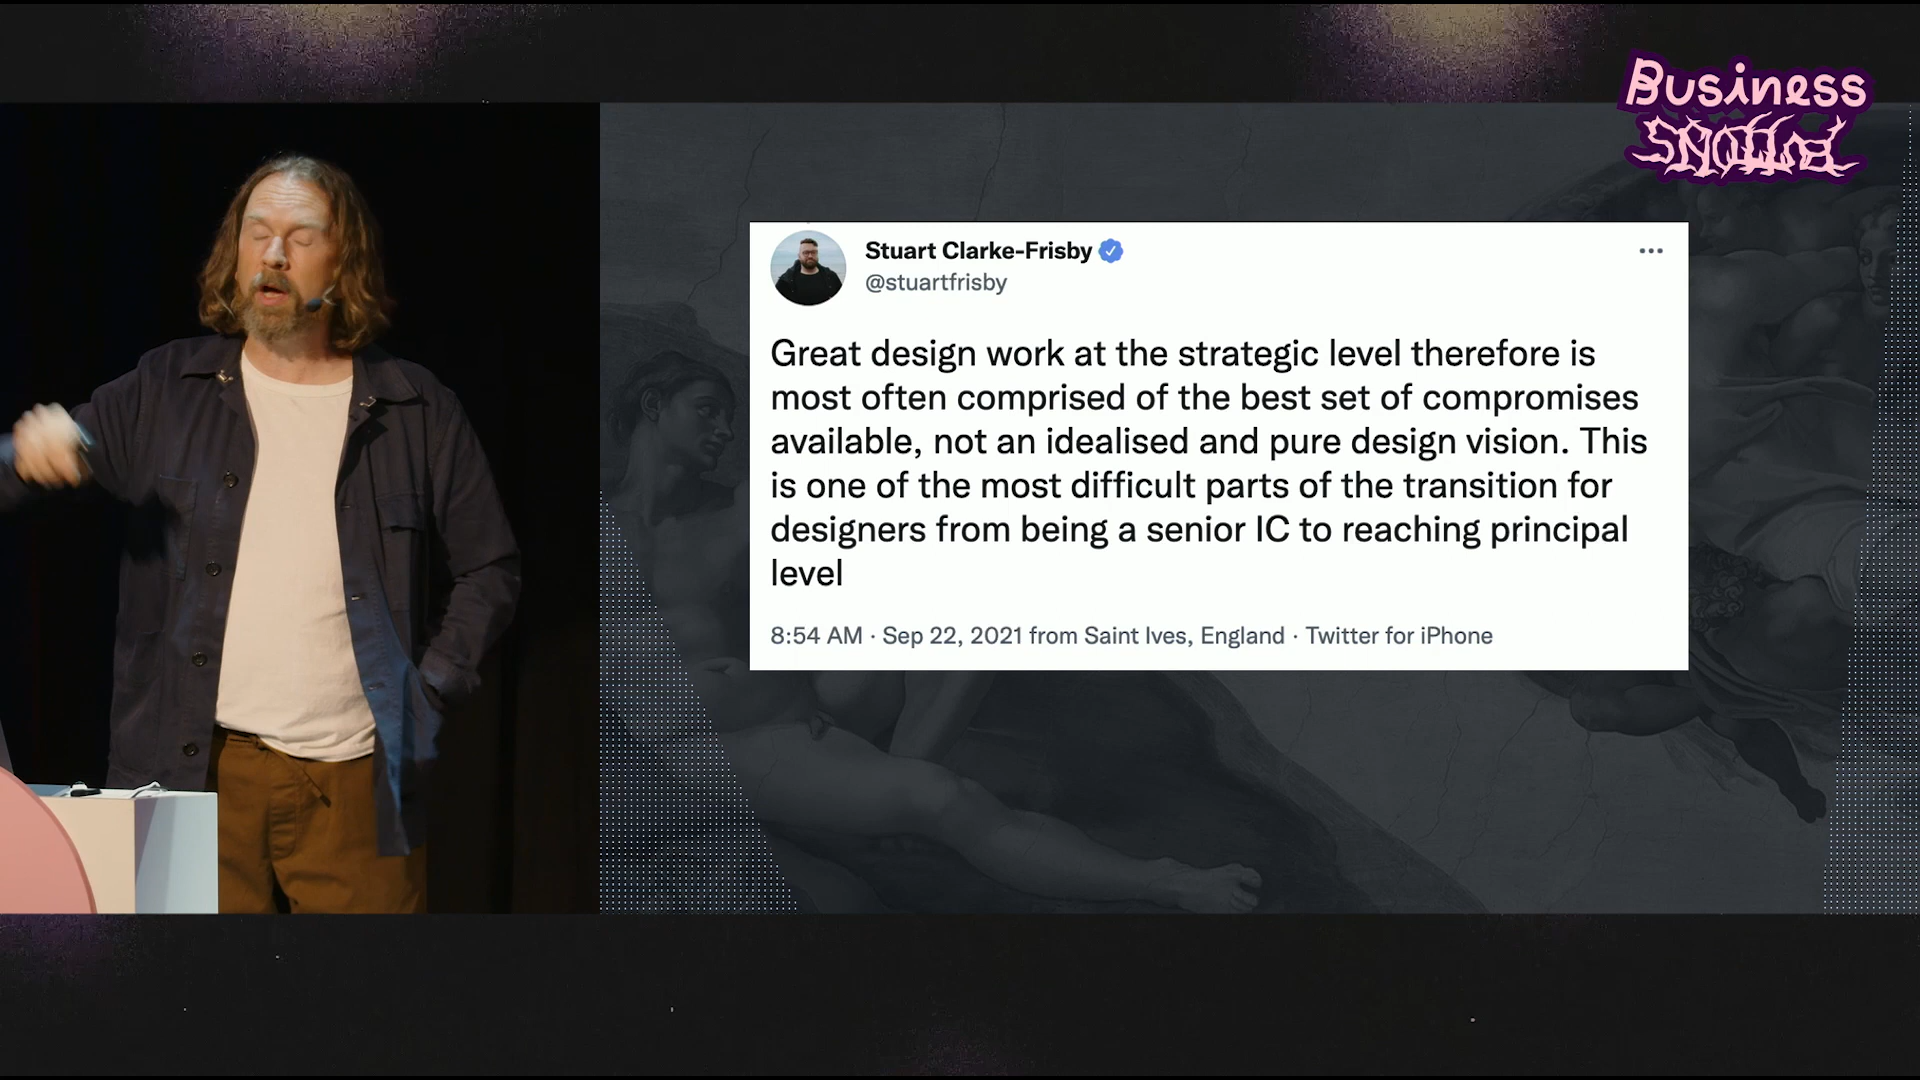 Business
Stuart Clarke-Frisby
@stuartfrisby
Great design work at the strategic level therefore is
most often comprised of the best set of compromises
available, not an idealised and pure design vision. This
is one of the most difficult parts of the transition for
designers from being a senior IC to reaching principal
level
8:54 AM · Sep 22, 2021 from Saint Ives, England · Twitter for iPhone